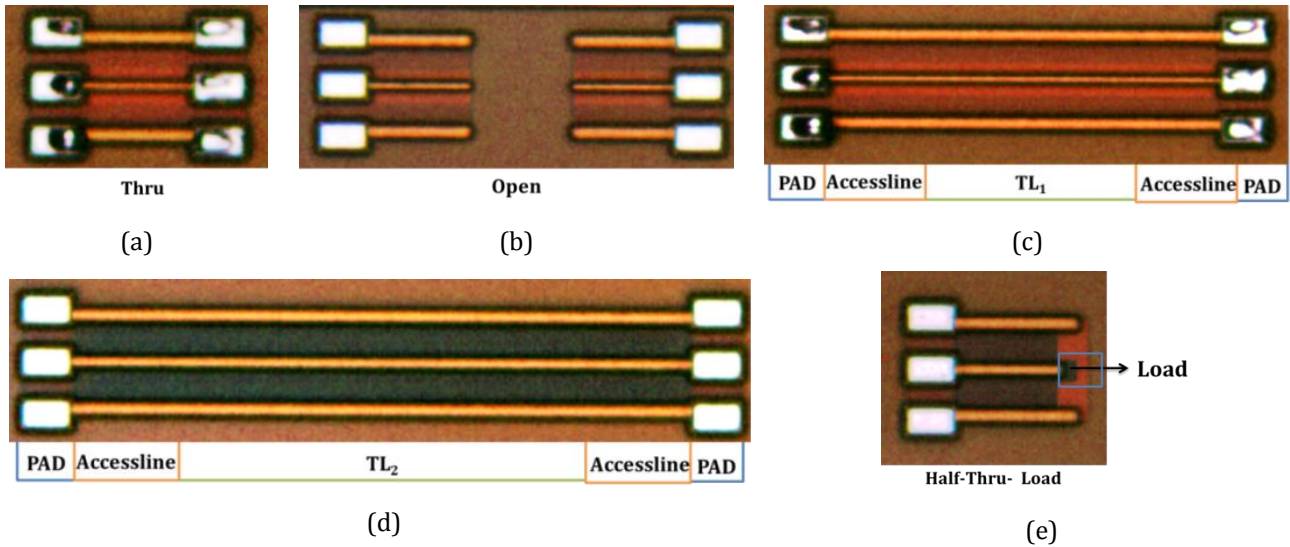 Thru
Open
PAD Accessline TL₁ Accessline PAD
(a)
(b)
(c)
Load
PAD Accessline TL₂ Accessline PAD
Half-Thru- Load
(d)
(e)